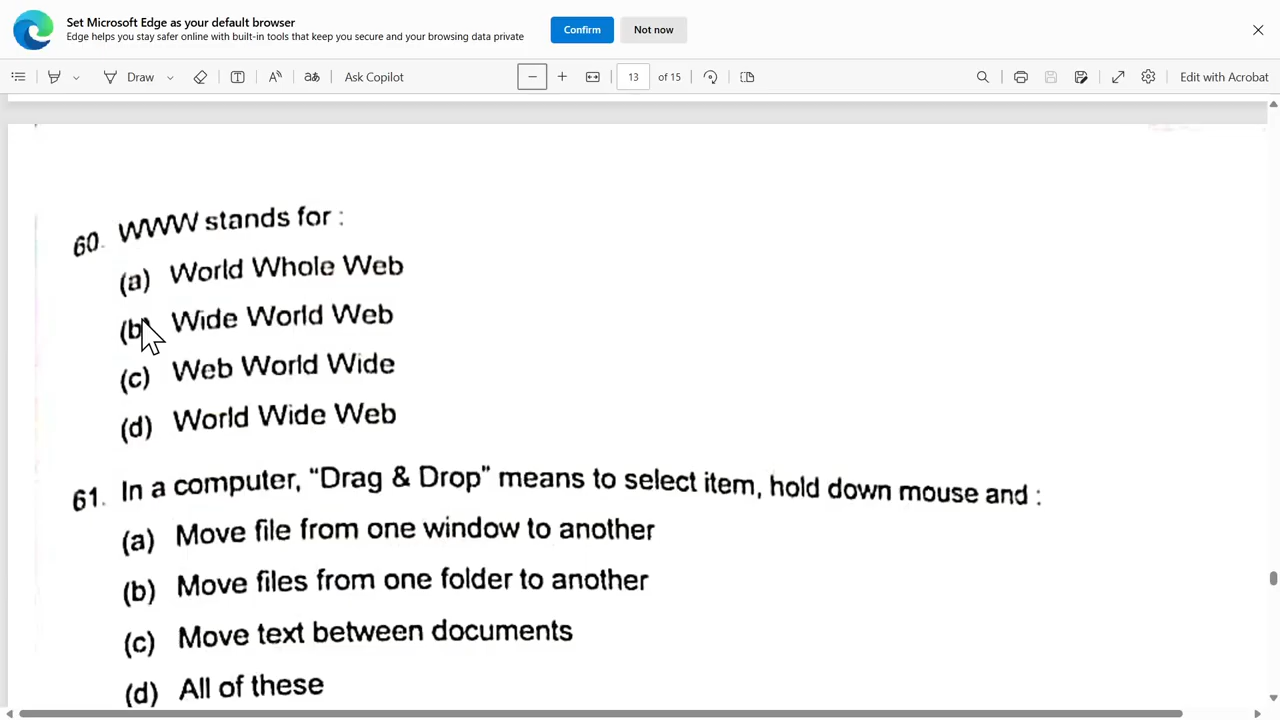 Set Microsoft Edge as your default browser
Edge helps you stay safer online with built-in tools that keep you secure and your browsing data private
Confirm
Not now
Draw
Ask Copilot
13 of 15
Edit with Acrobat
60. WWW stands for :
(a) World Whole Web
(b) Wide World Web
(c) Web World Wide
(d) World Wide Web
61. In a computer, “Drag & Drop” means to select item, hold down mouse and :
(a) Move file from one window to another
(b) Move files from one folder to another
(c) Move text between documents
(d) All of these